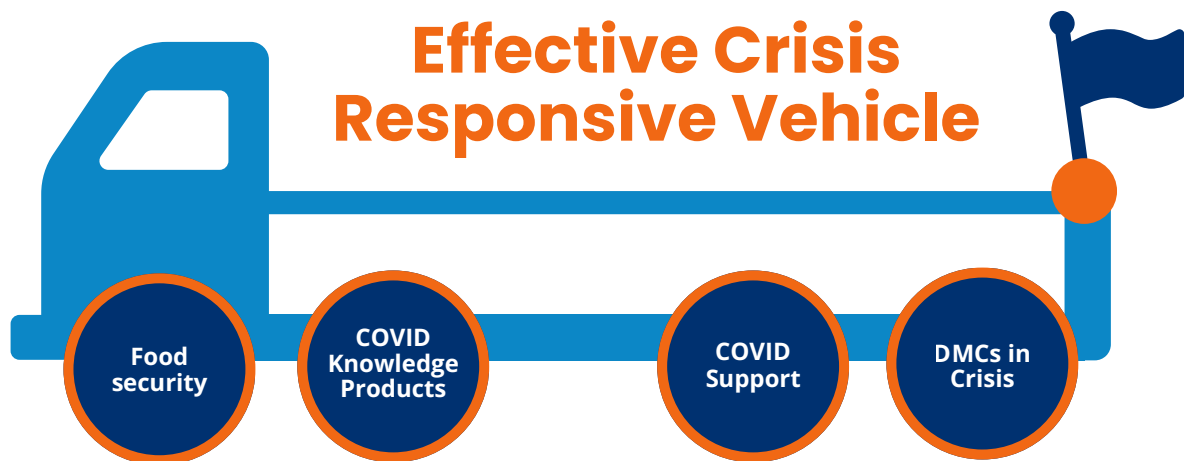 Effective Crisis
Responsive Vehicle
Food
security
COVID
Knowledge
Products
COVID
Support
DMCs in
Crisis